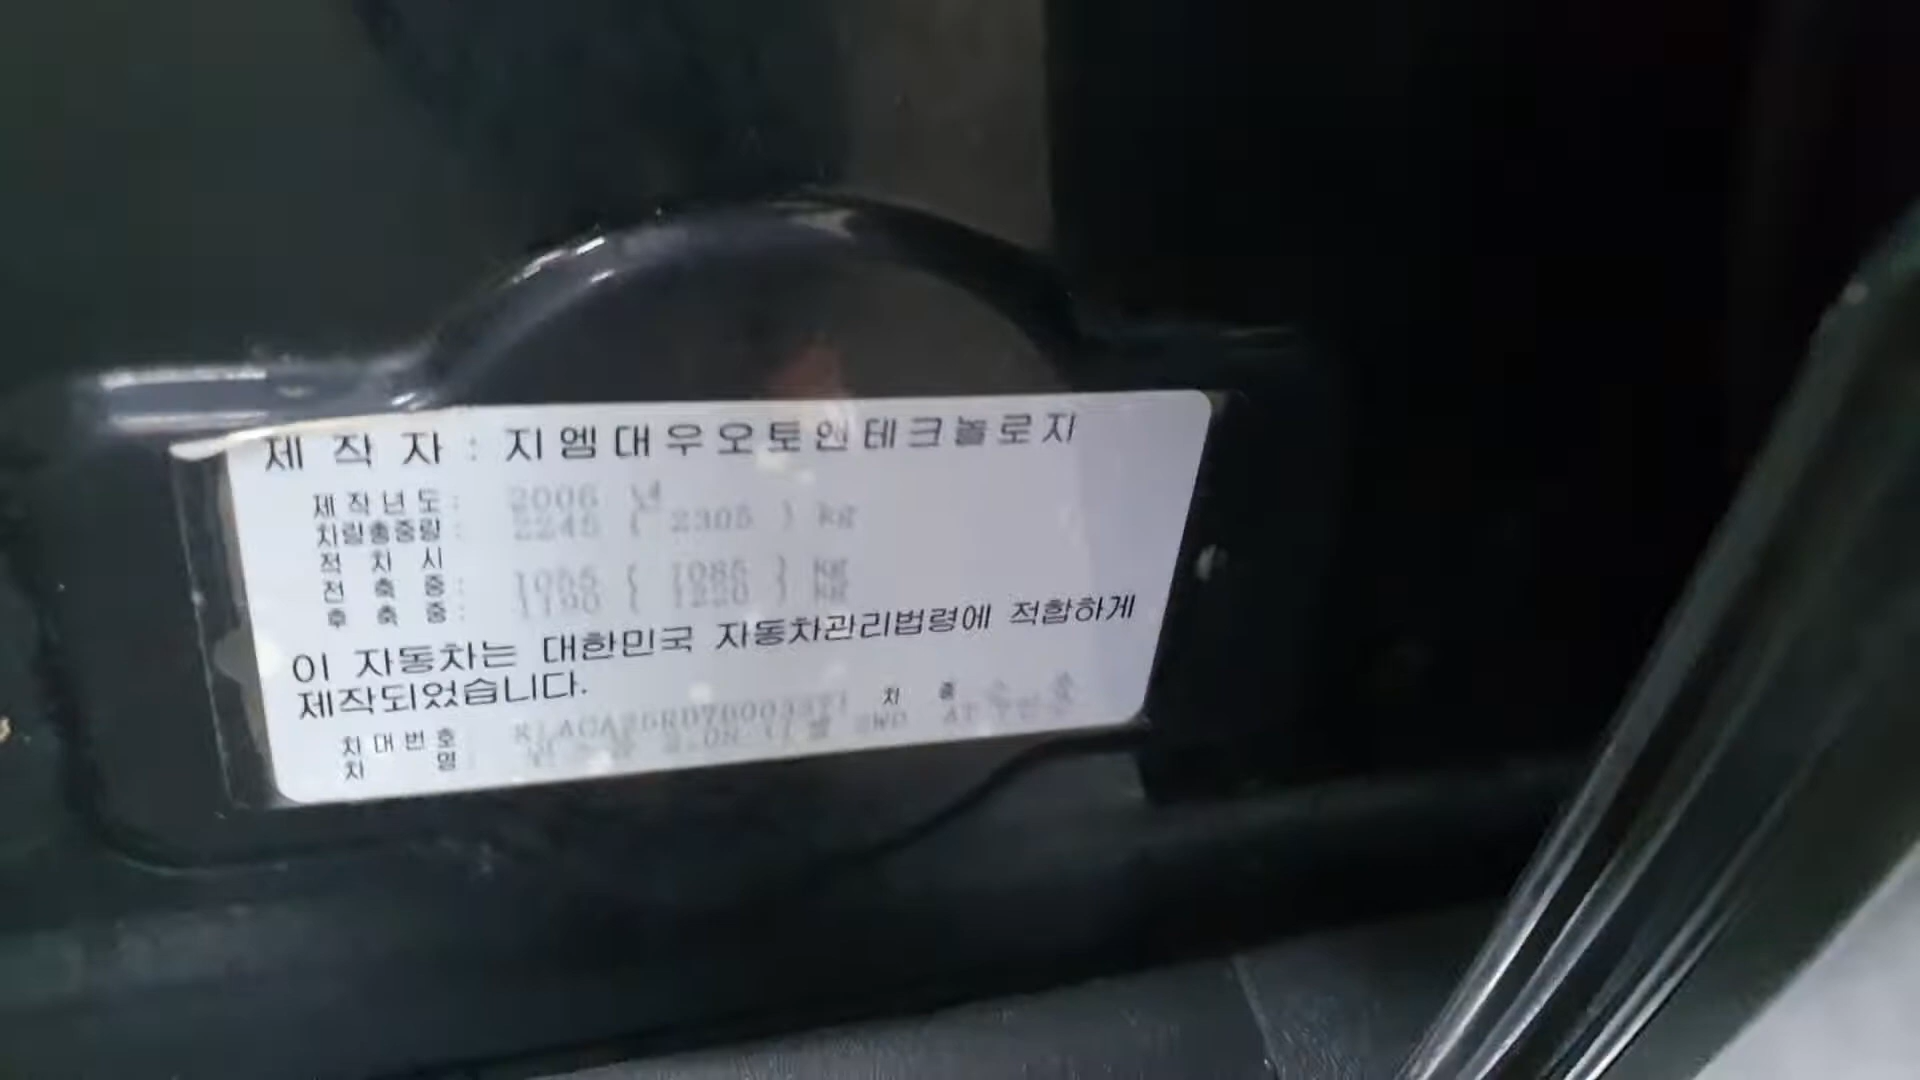 제 작 자 : 지엠대우오토앤테크놀로지
제작년도 : 2006 년
차량총중량 : 2245 ( 2305 ) kg
적 차 시
전 축 중 : 1055 ( 1085 ) kg
후 축 중 : 1190 ( 1220 ) kg
이 자동차는 대한민국 자동차관리법령에 적합하게
제작되었습니다.
차대번호 차 종
차 명 : 2WD AT